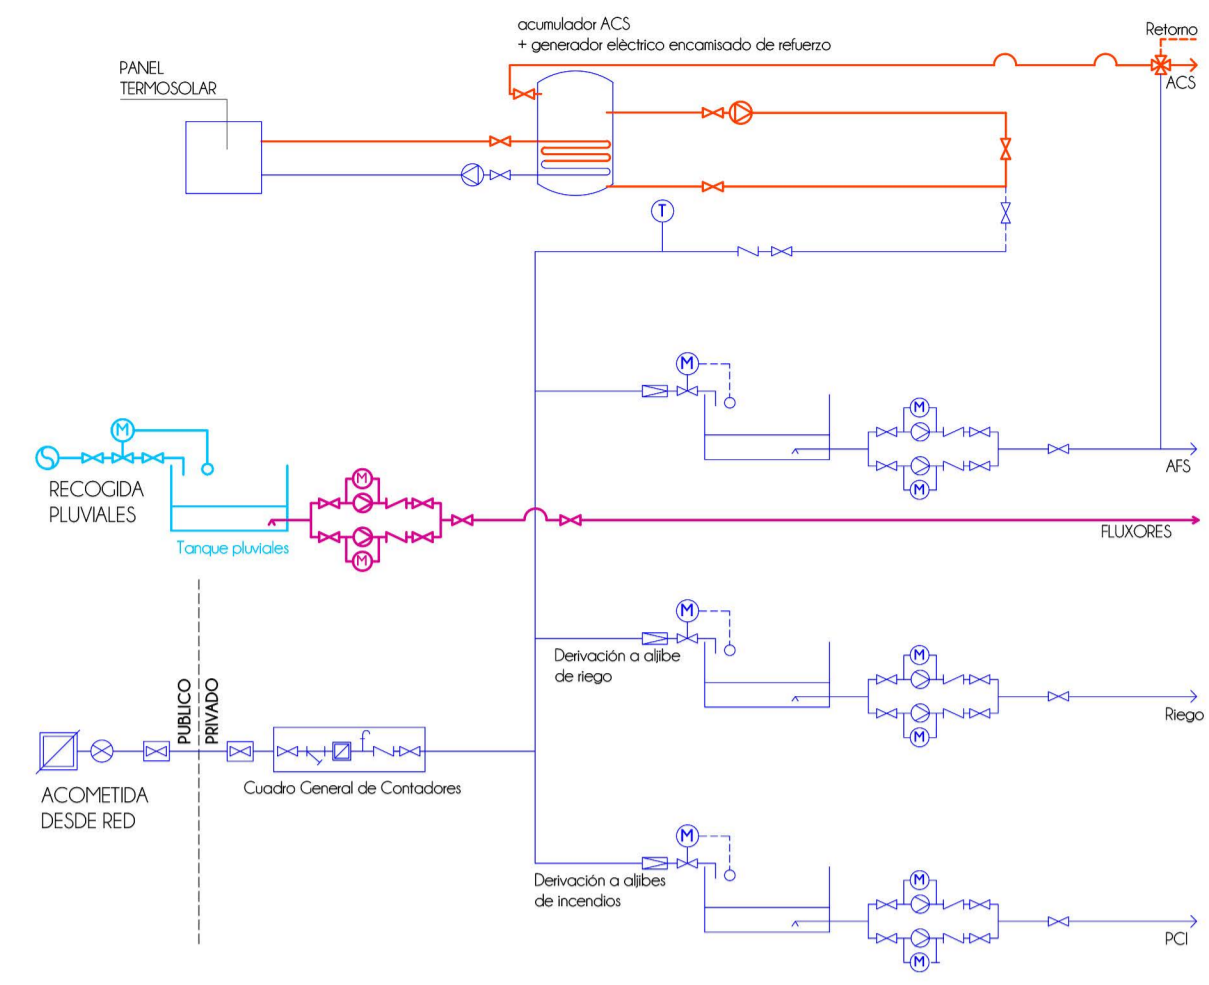 acumulador ACS
+ generador elèctrico encamisado de refuerzo
Retorno
ACS
PANEL
TERMOSOLAR
T
M
M
AFS
M
M
RECOGIDA
PLUVIALES
Tanque pluviales
M
M
FLUXORES
M
Derivación a aljibe
de riego
M
M
Riego
PUBLICO
PRIVADO
f
Cuadro General de Contadores
ACOMETIDA
DESDE RED
M
Derivación a aljibes
de incendios
M
M
PCI